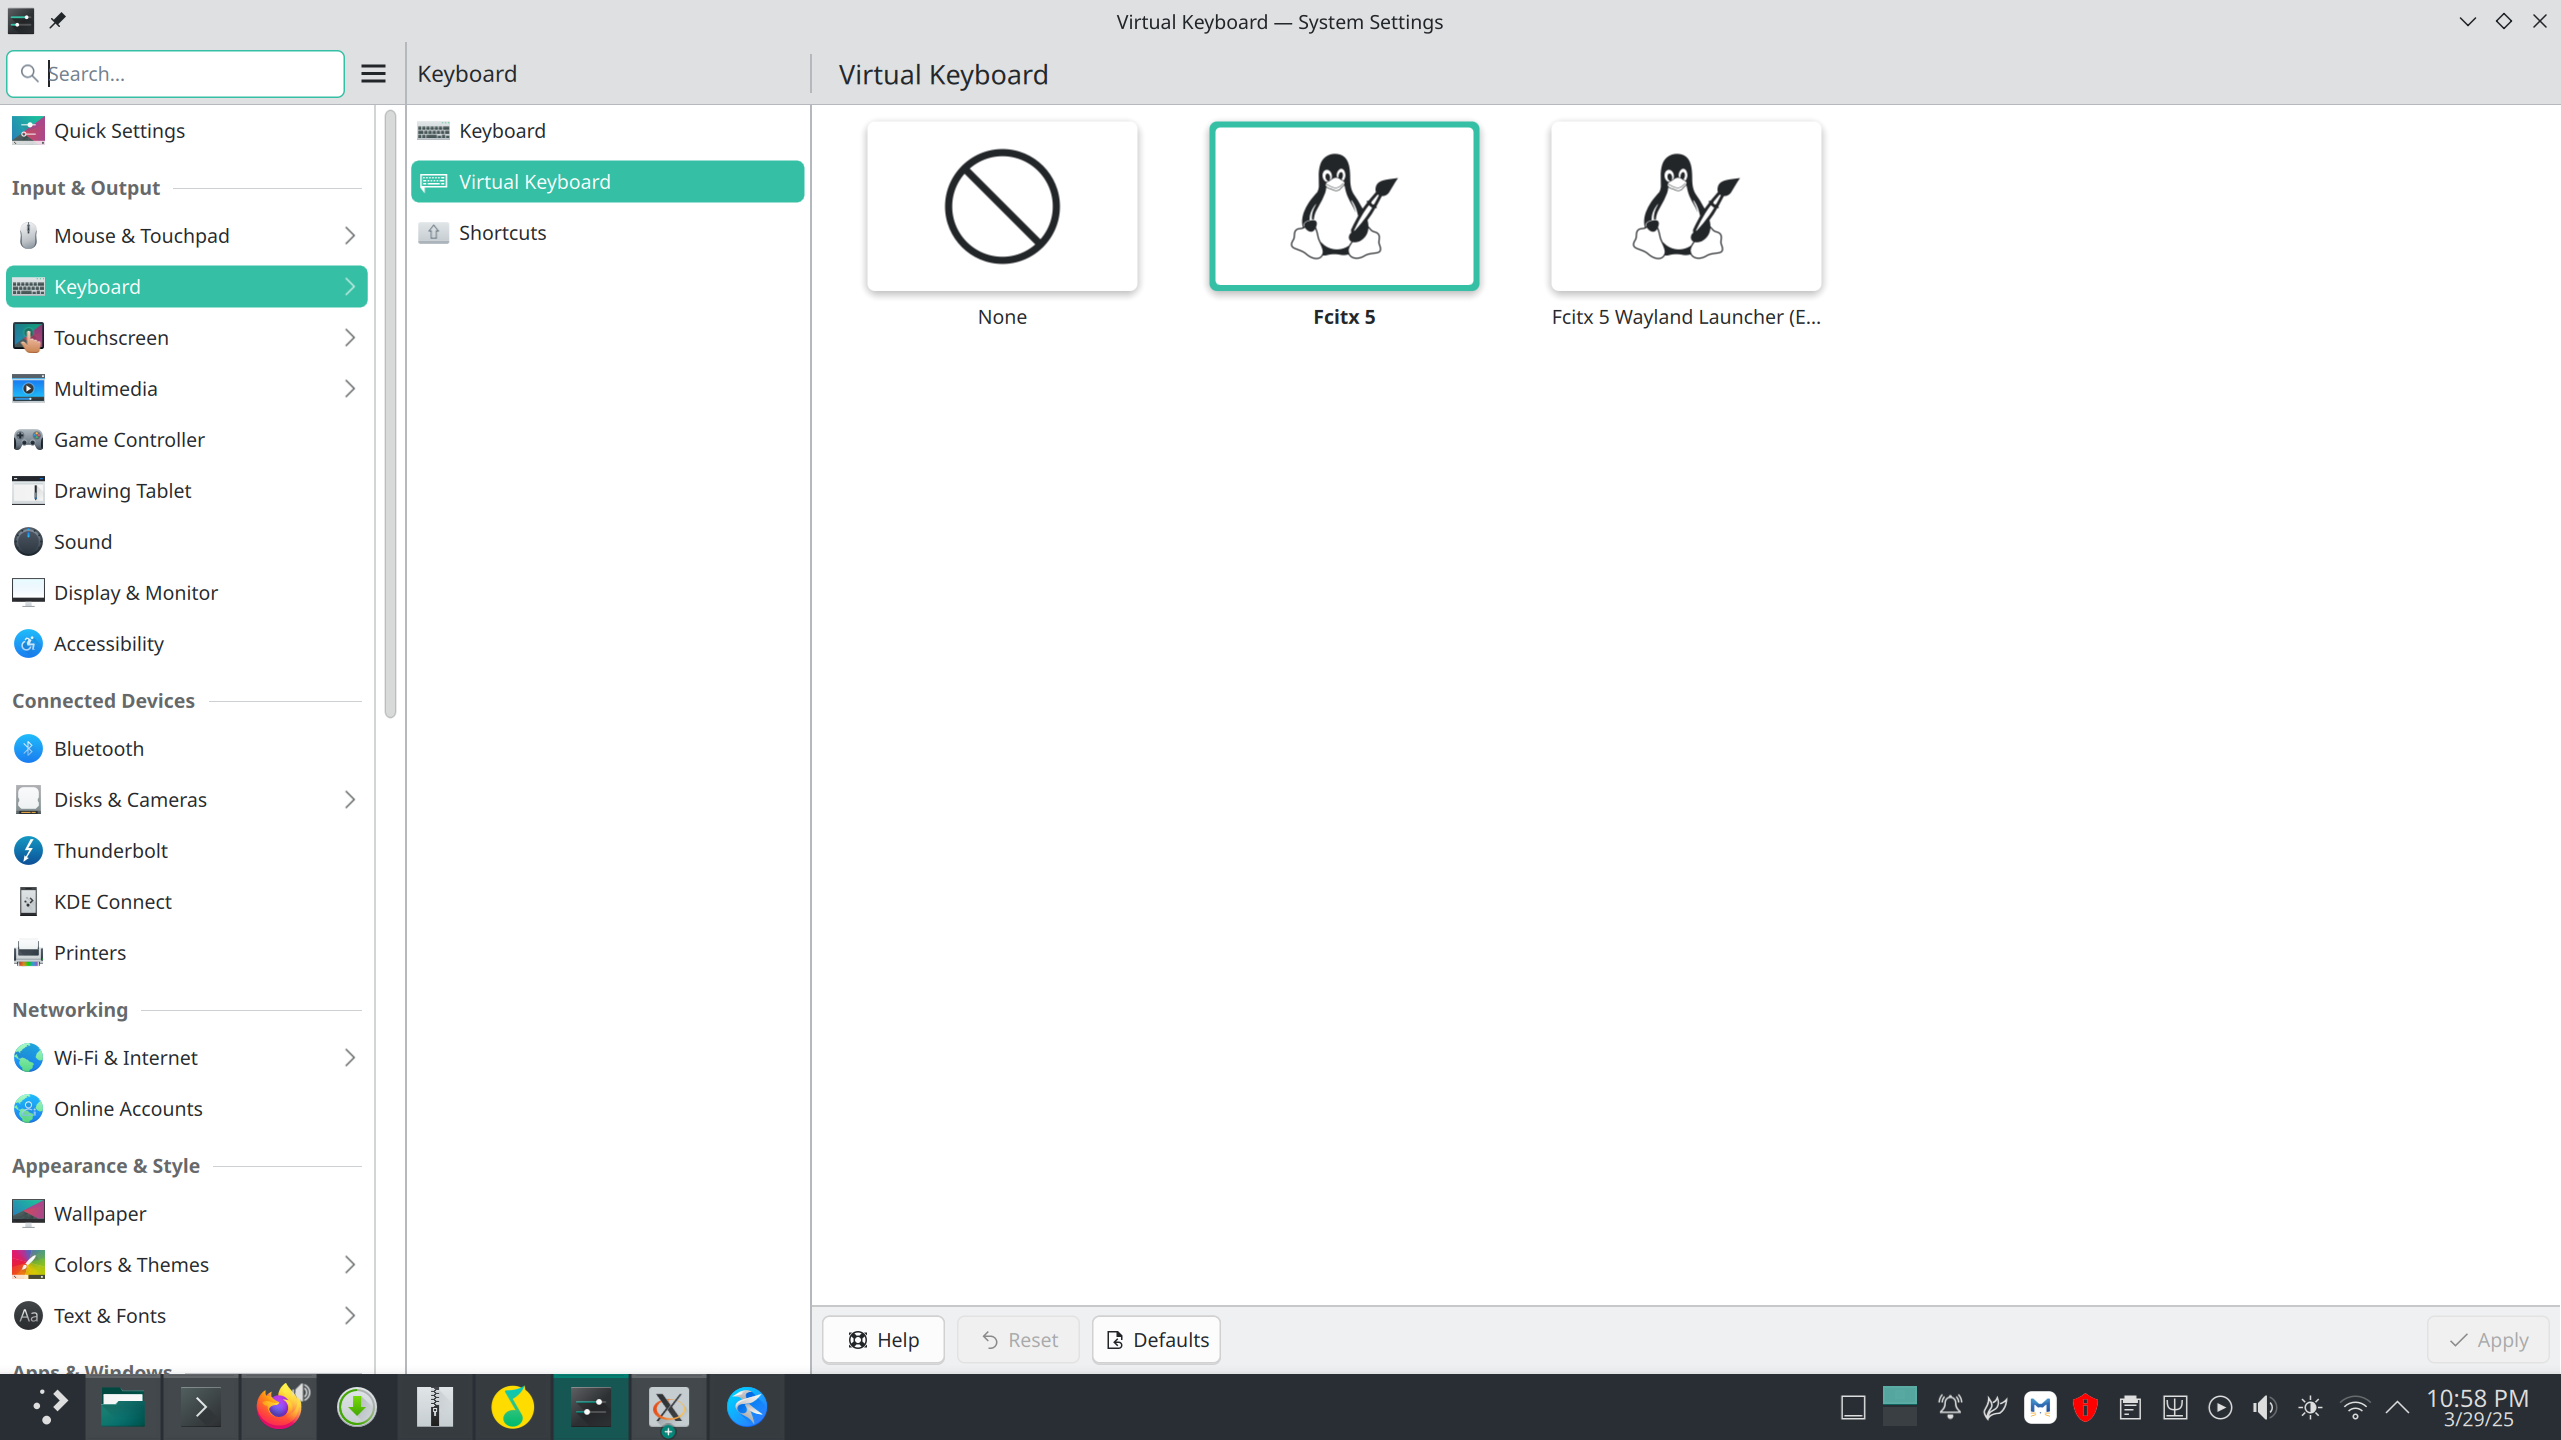 Virtual Keyboard — System Settings
Search...
Keyboard
Virtual Keyboard
Quick Settings
Input & Output
Mouse & Touchpad
Keyboard
Touchscreen
Multimedia
Game Controller
Drawing Tablet
Sound
Display & Monitor
Accessibility
Connected Devices
Bluetooth
Disks & Cameras
Thunderbolt
KDE Connect
Printers
Networking
Wi-Fi & Internet
Online Accounts
Appearance & Style
Wallpaper
Colors & Themes
Aa Text & Fonts
Apps & Windows
Keyboard
Virtual Keyboard
Shortcuts
None
Fcitx 5
Fcitx 5 Wayland Launcher (E...
Help
Reset
Defaults
Apply
10:58 PM
3/29/25